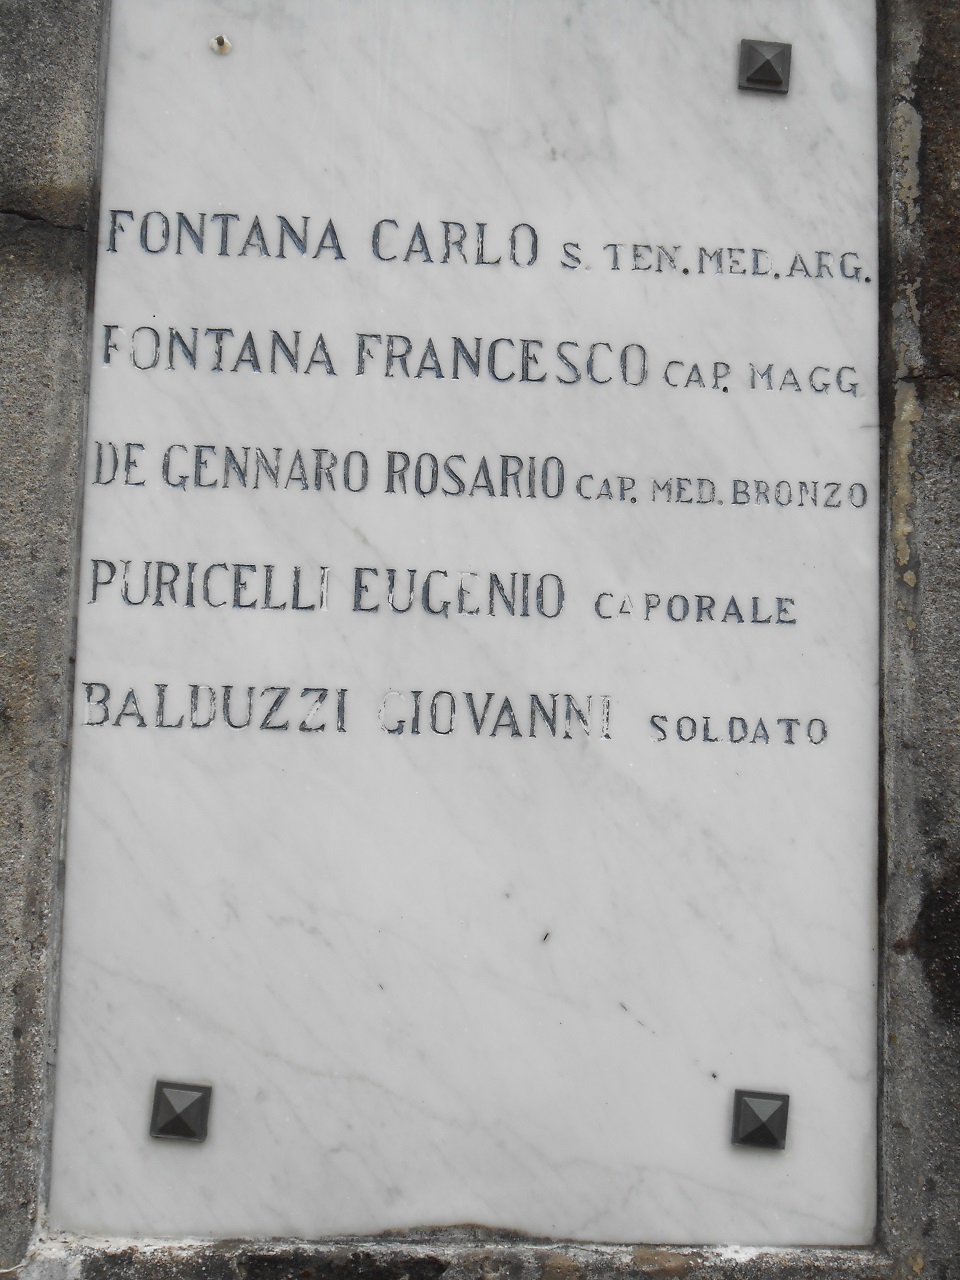 FONTANA CARLO S. TEN. MED. ARG.
FONTANA FRANCESCO CAP. MAGG.
DE GENNARO ROSARIO CAP. MED. BRONZO
PURICELLI EUGENIO CAPORALE
BALDUZZI GIOVANNI SOLDATO